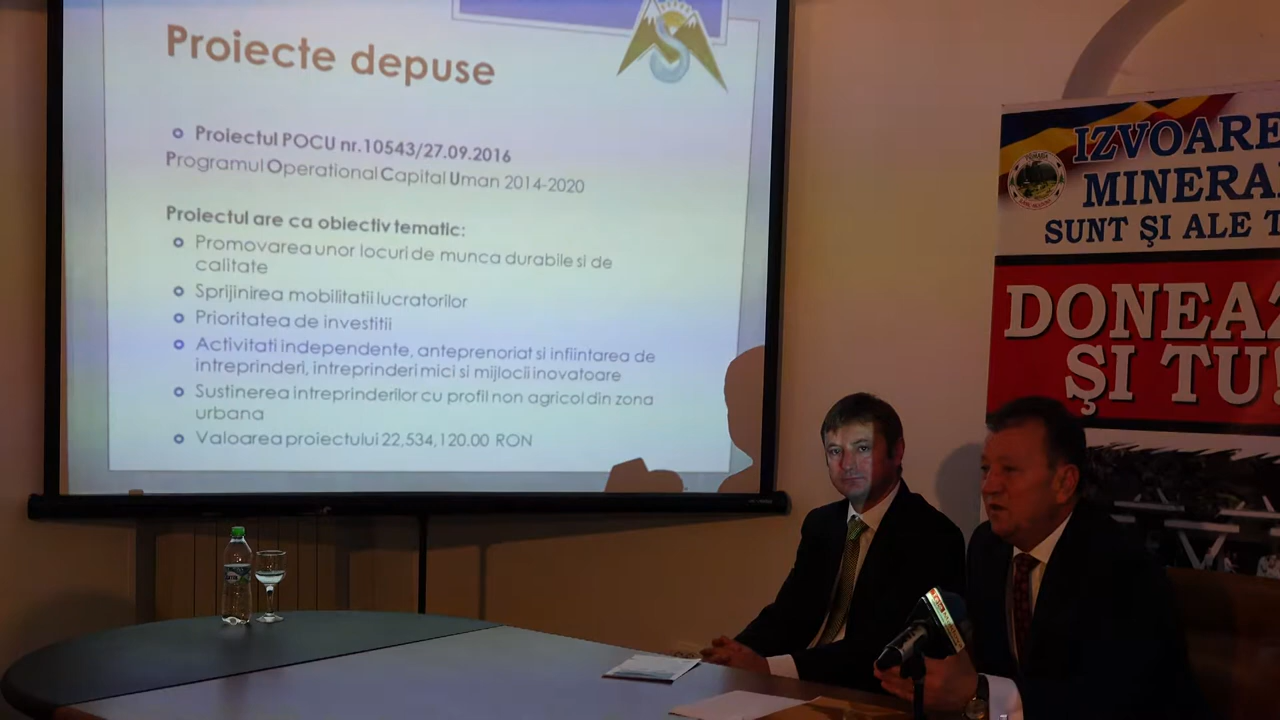 Proiecte depuse
Proiectul POCU nr.10543/27.09.2016
Programul Operational Capital Uman 2014-2020
Proiectul are ca obiectiv tematic:
Promovarea unor locuri de munca durabile si de
calitate
Sprijinirea mobilitatii lucratorilor
Prioritatea de investitii
Activitati independente, anteprenoriat si infiintarea de
intreprinderi, intreprinderi mici si mijlocii inovatoare
Sustinerea intreprinderilor cu profil non agricol din zona
urbana
Valoarea proiectului 22,534,120.00 RON
IZVOARE
MINERA
SUNT ŞI ALE T
DONEAZ
ŞI TU!